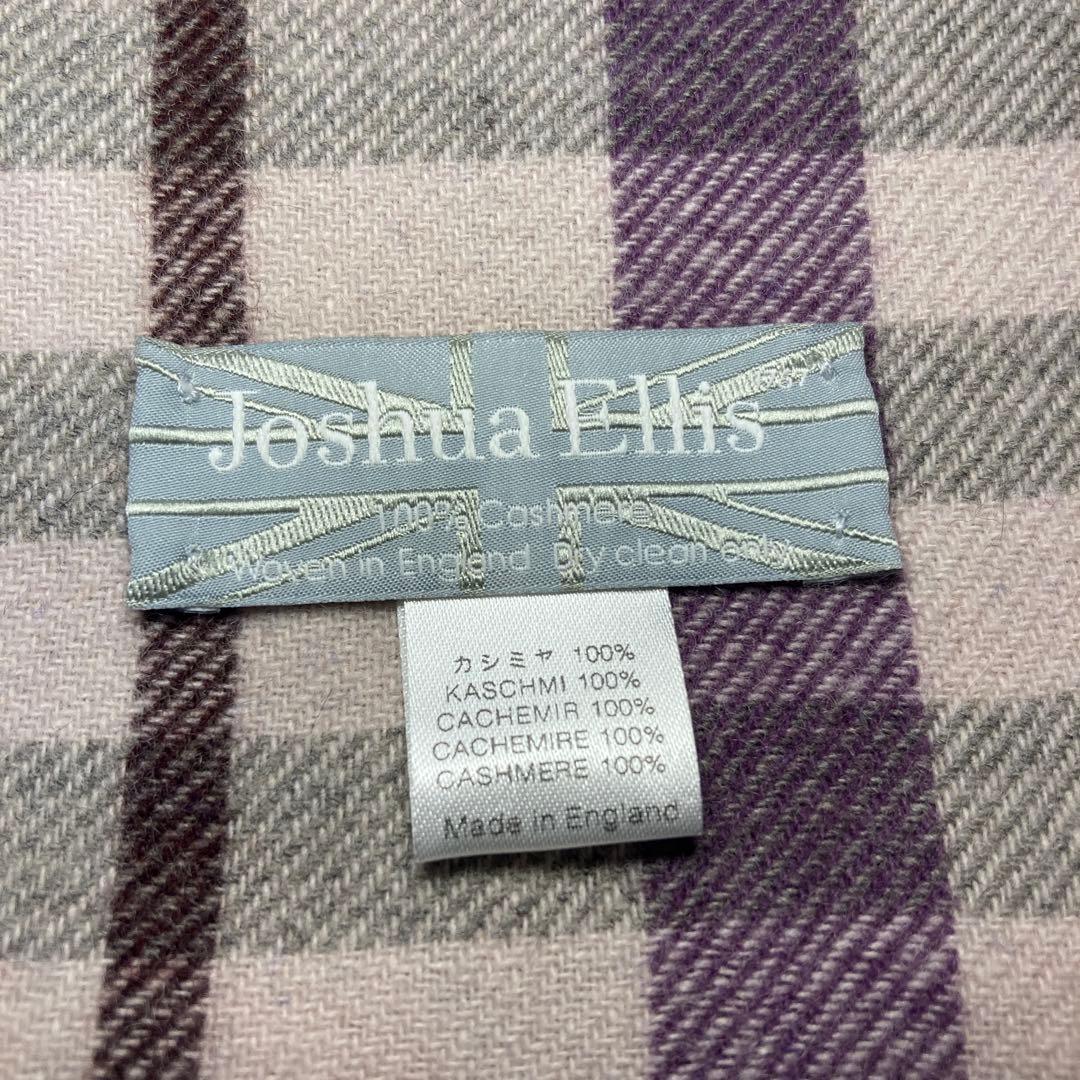 Joshua Ellis
100% Cashmere
Woven in England Dry clean only
カシミヤ 100%
KASCHMI 100%
CACHEMIR 100%
CACHEMIRE 100%
CASHMERE 100%
Made in England